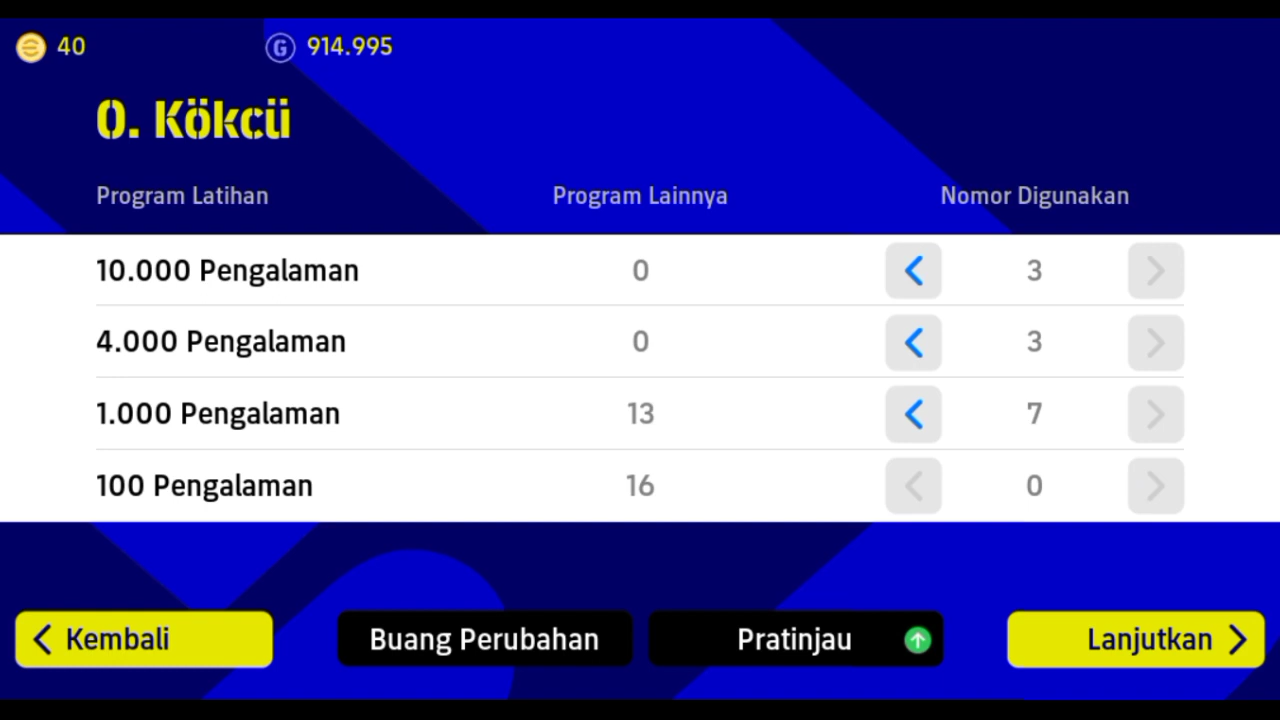 40 G 914.995
O. Kökcü
Program Latihan Program Lainnya Nomor Digunakan
10.000 Pengalaman 0 3
4.000 Pengalaman 0 3
1.000 Pengalaman 13 7
100 Pengalaman 16 0
Kembali Buang Perubahan Pratinjau Lanjutkan